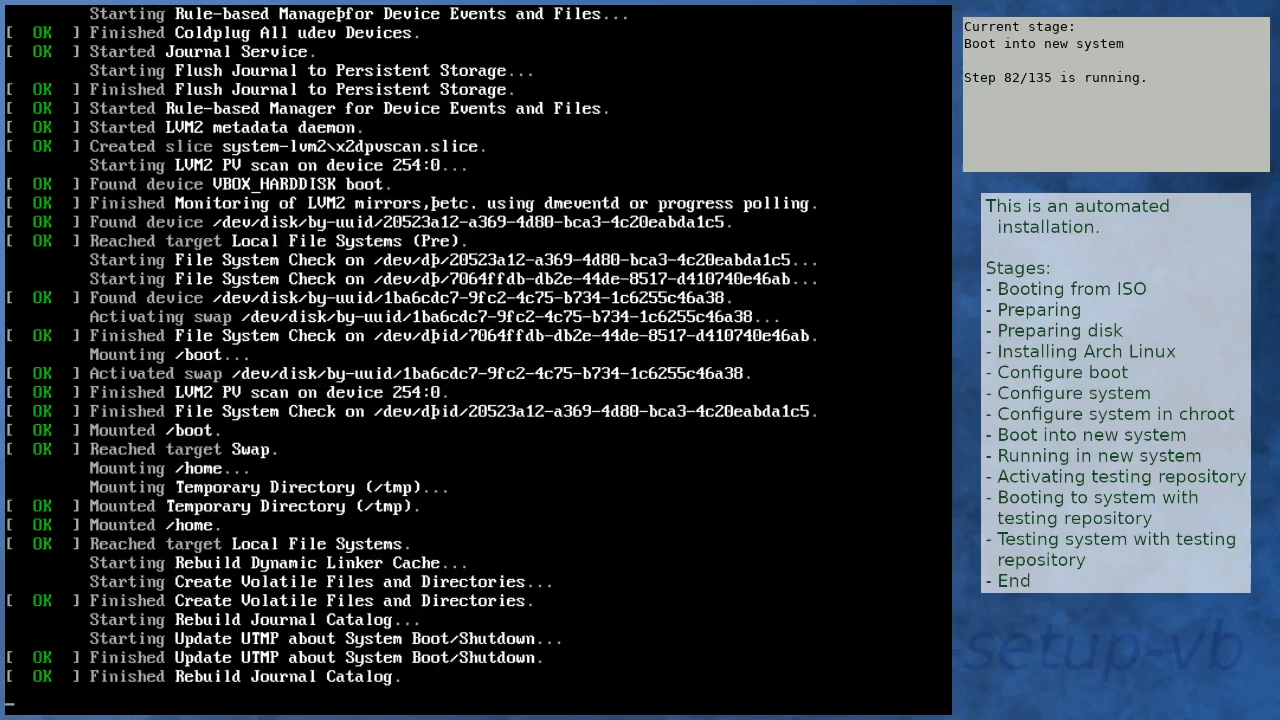 Starting Rule-based Manageþfor Device Events and Files...
[  OK  ] Finished Coldplug All udev Devices.
[  OK  ] Started Journal Service.
Starting Flush Journal to Persistent Storage...
[  OK  ] Finished Flush Journal to Persistent Storage.
[  OK  ] Started Rule-based Manager for Device Events and Files.
[  OK  ] Started LVM2 metadata daemon.
[  OK  ] Created slice system-lvm2\x2dpvscan.slice.
Starting LVM2 PV scan on device 254:0...
[  OK  ] Found device VBOX_HARDDISK boot.
[  OK  ] Finished Monitoring of LVM2 mirrors,þetc. using dmeventd or progress polling.
[  OK  ] Found device /dev/disk/by-uuid/20523a12-a369-4d80-bca3-4c20eabda1c5.
[  OK  ] Reached target Local File Systems (Pre).
Starting File System Check on /dev/dþ/20523a12-a369-4d80-bca3-4c20eabda1c5...
Starting File System Check on /dev/dþ/7064ffdb-db2e-44de-8517-d410740e46ab...
[  OK  ] Found device /dev/disk/by-uuid/1ba6cdc7-9fc2-4c75-b734-1c6255c46a38.
Activating swap /dev/disk/by-uuid/1ba6cdc7-9fc2-4c75-b734-1c6255c46a38...
[  OK  ] Finished File System Check on /dev/dþid/7064ffdb-db2e-44de-8517-d410740e46ab.
Mounting /boot...
[  OK  ] Activated swap /dev/disk/by-uuid/1ba6cdc7-9fc2-4c75-b734-1c6255c46a38.
[  OK  ] Finished LVM2 PV scan on device 254:0.
[  OK  ] Finished File System Check on /dev/dþid/20523a12-a369-4d80-bca3-4c20eabda1c5.
[  OK  ] Mounted /boot.
[  OK  ] Reached target Swap.
Mounting /home...
Mounting Temporary Directory (/tmp)...
[  OK  ] Mounted Temporary Directory (/tmp).
[  OK  ] Mounted /home.
[  OK  ] Reached target Local File Systems.
Starting Rebuild Dynamic Linker Cache...
Starting Create Volatile Files and Directories...
[  OK  ] Finished Create Volatile Files and Directories.
Starting Rebuild Journal Catalog...
Starting Update UTMP about System Boot/Shutdown...
[  OK  ] Finished Update UTMP about System Boot/Shutdown.
[  OK  ] Finished Rebuild Journal Catalog.
Current stage:
Boot into new system
Step 82/135 is running.
This is an automated
installation.
Stages:
- Booting from ISO
- Preparing
- Preparing disk
- Installing Arch Linux
- Configure boot
- Configure system
- Configure system in chroot
- Boot into new system
- Running in new system
- Activating testing repository
- Booting to system with
testing repository
- Testing system with testing
repository
- End
-setup-vb